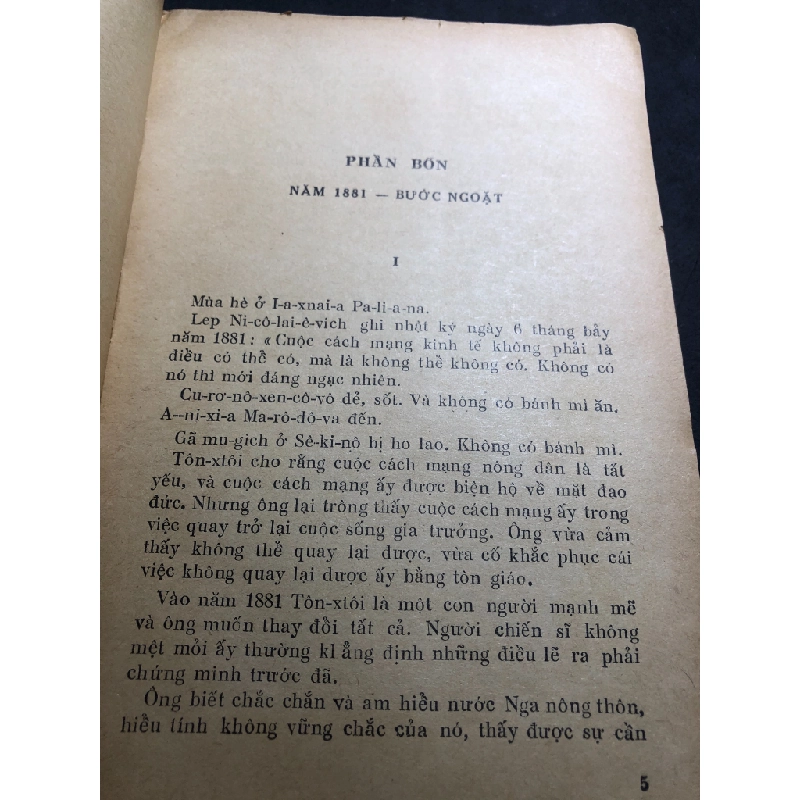 PHẦN BỐN
NĂM 1881 — BƯỚC NGOẶT
I
Mùa hè ở I-a-xnai-a Pa-li-a-na.
Lep Ni-cô-lai-ê-vich ghi nhật ký ngày 6 tháng bảy
năm 1881: «Cuộc cách mạng kinh tế không phải là
điều có thể có, mà là không thể không có. Không có
nó thì mới đáng ngạc nhiên.
Cu-rơ-nô-xen-cô-vô dẻ, sốt. Và không có bánh mì ăn.
A--ni-xi-a Ma-rô-đô-va đến.
Gã mu-gich ở Sê-ki-nô bị ho lao. Không có bánh mì.
Tôn-xtôi cho rằng cuộc cách mạng nông dân là tất
yếu, và cuộc cách mạng ấy được biện hộ về mặt đạo
đức. Nhưng ông lại trông thấy cuộc cách mạng ấy trong
việc quay trở lại cuộc sống gia trưởng. Ông vừa cảm
thấy không thể quay lại được, vừa cố khắc phục cái
việc không quay lại được ấy bằng tôn giáo.
Vào năm 1881 Tôn-xtôi là một con người mạnh mẽ
và ông muốn thay đổi tất cả. Người chiến sĩ không
mệt mỏi ấy thường kl ẳng định những điều lẽ ra phải
chứng minh trước đã.
Ông biết chắc chắn và am hiểu nước Nga nông thôn,
hiểu tính không vững chắc của nó, thấy được sự cần
5